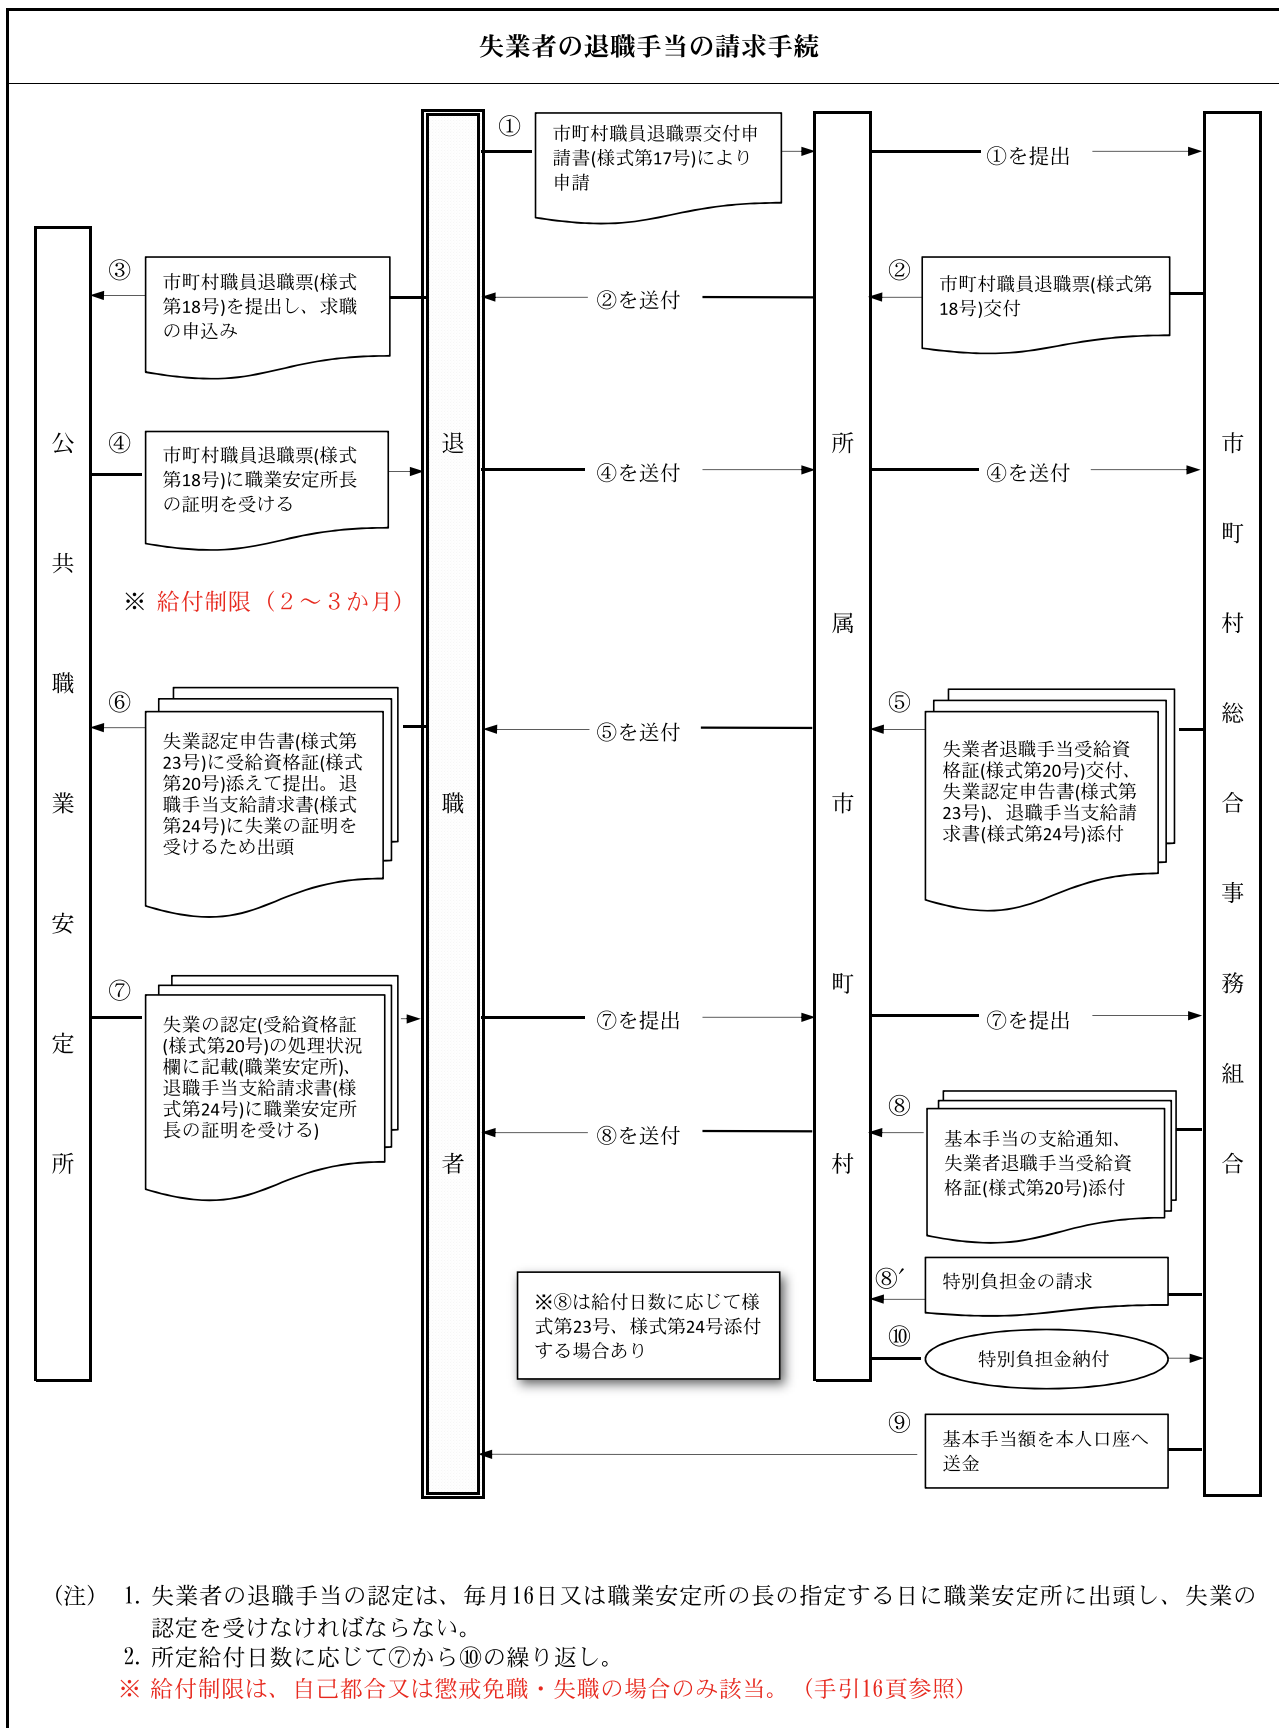 失業者の退職手当の請求手続
①
市町村職員退職票交付申
請書(様式第17号)により
申請
①を提出
③
市町村職員退職票(様式
第18号)を提出し、求職
の申込み
②を送付
②
市町村職員退職票(様式第
18号)交付
公共職業安定所
退職者
所属市町村
市町村総合事務組合
④
市町村職員退職票(様式
第18号)に職業安定所長
の証明を受ける
④を送付
④を送付
※ 給付制限（２～３か月）
⑥
失業認定申告書(様式第
23号)に受給資格証(様式
第20号)添えて提出。退
職手当支給請求書(様式
第24号)に失業の証明を
受けるため出頭
⑤を送付
⑤
失業者退職手当受給資
格証(様式第20号)交付、
失業認定申告書(様式第
23号)、退職手当支給請
求書(様式第24号)添付
⑦
失業の認定(受給資格証
(様式第20号)の処理状況
欄に記載(職業安定所)、
退職手当支給請求書(様
式第24号)に職業安定所
長の証明を受ける)
⑦を提出
⑦を提出
⑧を送付
⑧
基本手当の支給通知、
失業者退職手当受給資
格証(様式第20号)添付
⑧′
特別負担金の請求
※⑧は給付日数に応じて様
式第23号、様式第24号添付
する場合あり
⑩
特別負担金納付
⑨
基本手当額を本人口座へ
送金
(注) 1. 失業者の退職手当の認定は、毎月16日又は職業安定所の長の指定する日に職業安定所に出頭し、失業の
認定を受けなければならない。
2. 所定給付日数に応じて⑦から⑩の繰り返し。
※ 給付制限は、自己都合又は懲戒免職・失職の場合のみ該当。（手引16頁参照）